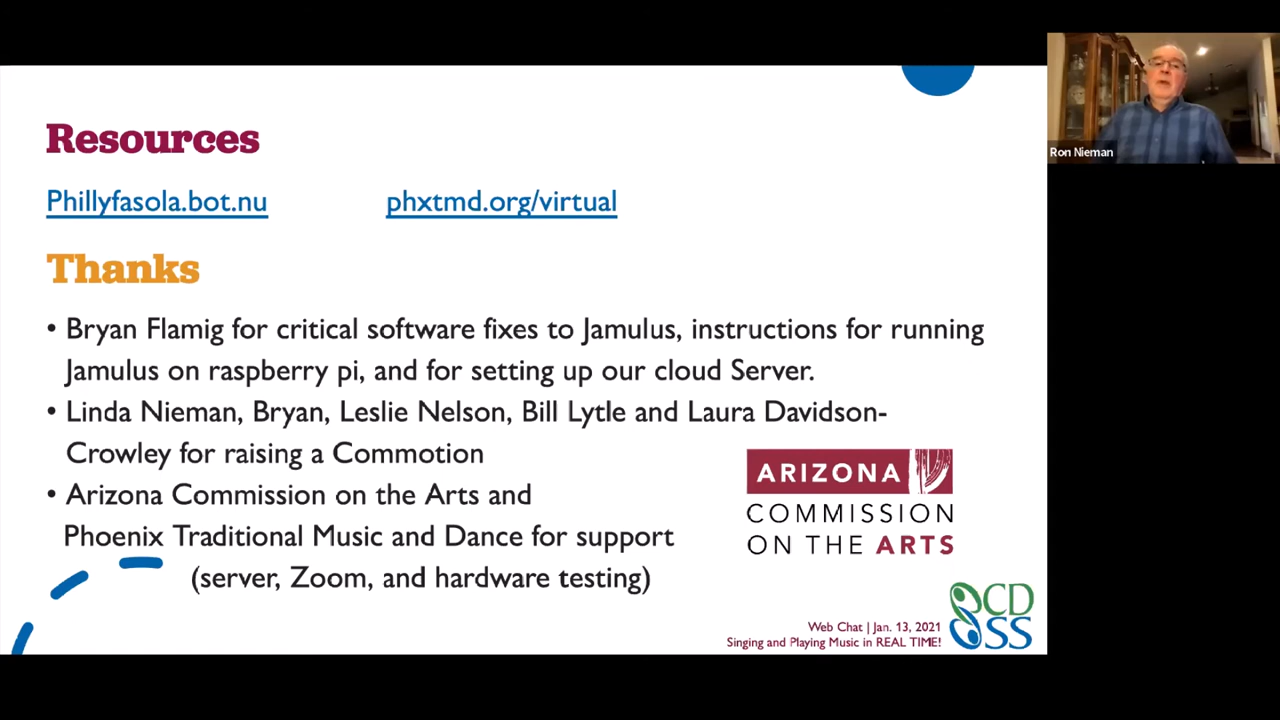 Resources
Phillyfasola.bot.nu phxtmd.org/virtual
Thanks
• Bryan Flamig for critical software fixes to Jamulus, instructions for running
Jamulus on raspberry pi, and for setting up our cloud Server.
• Linda Nieman, Bryan, Leslie Nelson, Bill Lytle and Laura Davidson-
Crowley for raising a Commotion
• Arizona Commission on the Arts and
Phoenix Traditional Music and Dance for support
(server, Zoom, and hardware testing)
ARIZONA
COMMISSION
ON THE ARTS
Web Chat | Jan. 13, 2021
Singing and Playing Music in REAL TIME!
CD
SS
Ron Nieman